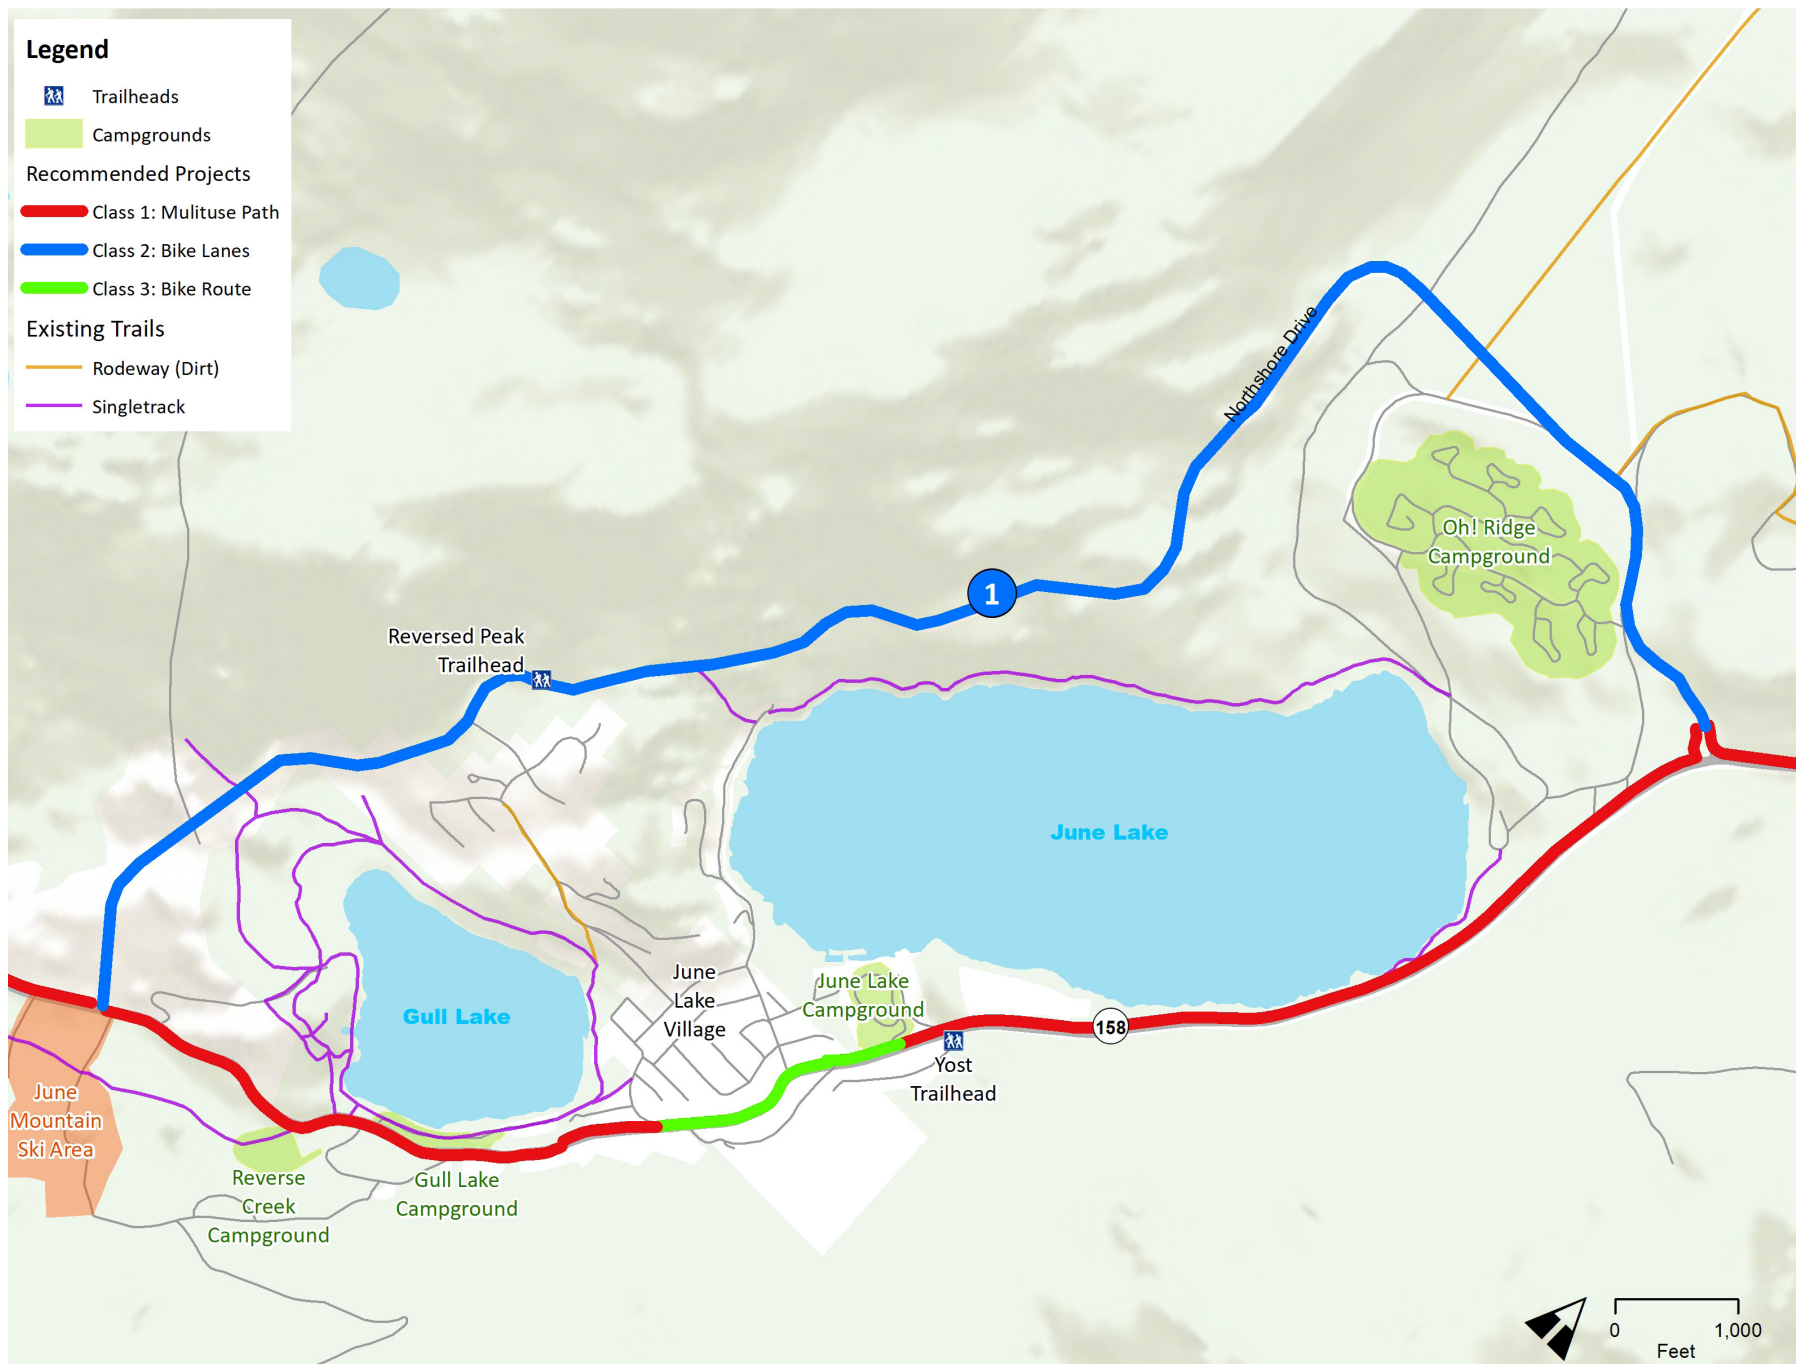 Legend
Trailheads
Campgrounds
Recommended Projects
Class 1: Mulituse Path
Class 2: Bike Lanes
Class 3: Bike Route
Existing Trails
Rodeway (Dirt)
Singletrack
Northshore Drive
Oh! Ridge
Campground
1
Reversed Peak
Trailhead
June Lake
June
Lake
Village
June Lake
Campground
Gull Lake
158
Yost
Trailhead
June
Mountain
Ski Area
Reverse
Creek
Campground
Gull Lake
Campground
0 1,000
Feet